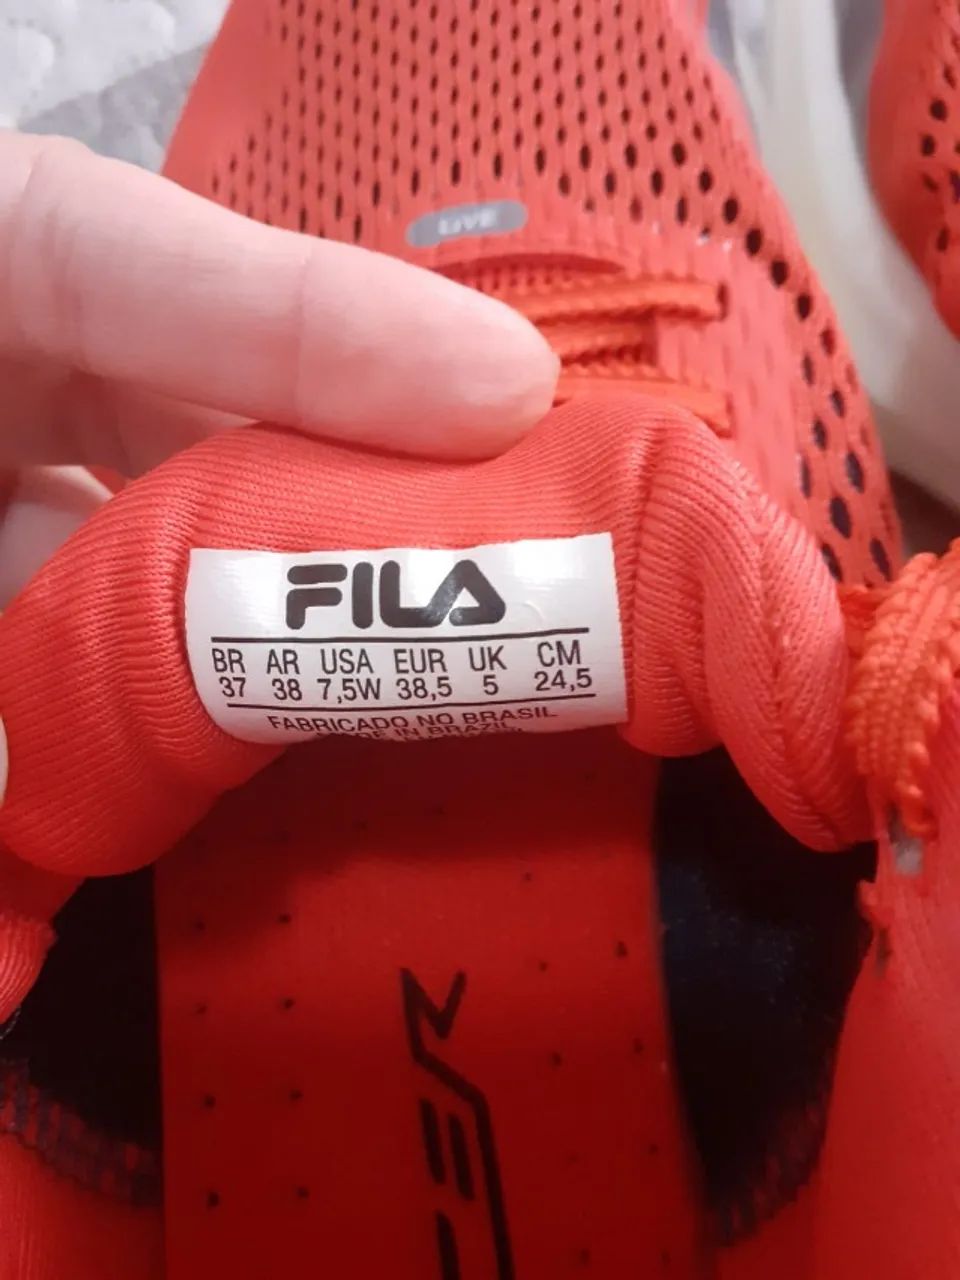 LIVE
FILA
BR AR USA EUR UK CM
37 38 7,5W 38,5 5 24,5
FABRICADO NO BRASIL
IN BRAZIL